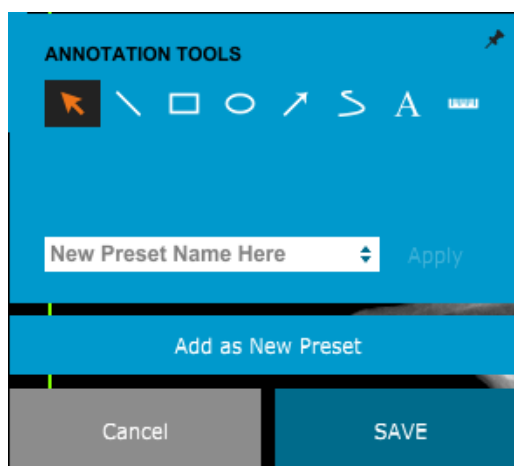 ANNOTATION TOOLS
A
New Preset Name Here
Apply
Add as New Preset
Cancel
SAVE